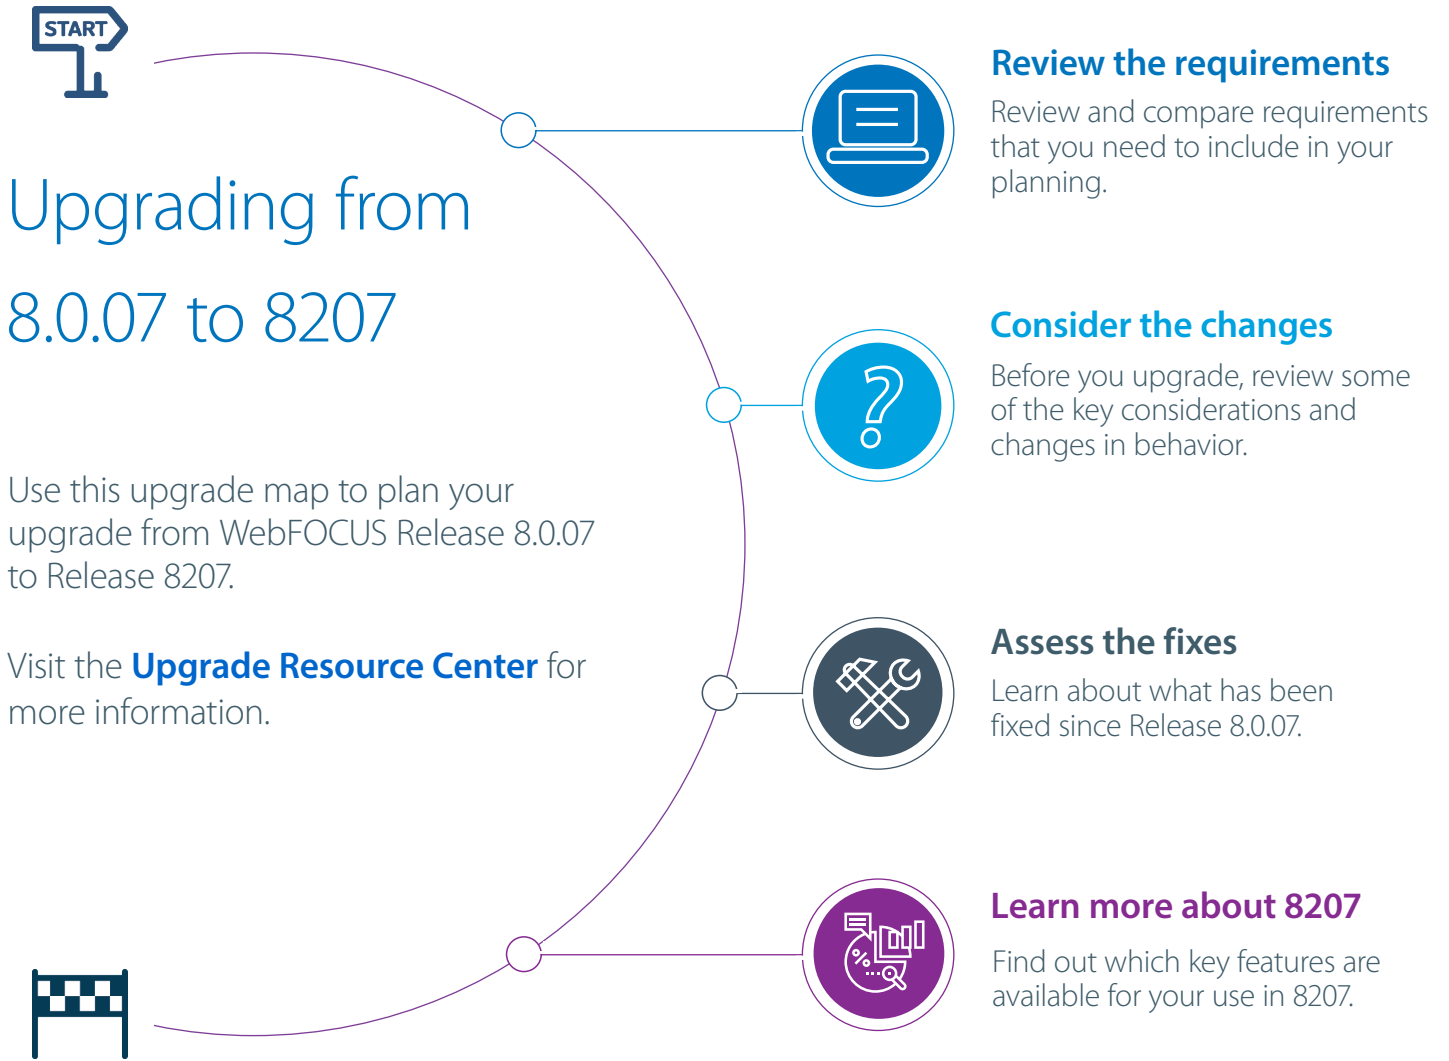 START
Upgrading from
8.0.07 to 8207
Use this upgrade map to plan your
upgrade from WebFOCUS Release 8.0.07
to Release 8207.
Visit the Upgrade Resource Center for
more information.
Review the requirements
Review and compare requirements
that you need to include in your
planning.
Consider the changes
Before you upgrade, review some
of the key considerations and
changes in behavior.
?
Assess the fixes
Learn about what has been
fixed since Release 8.0.07.
Learn more about 8207
Find out which key features are
available for your use in 8207.
%